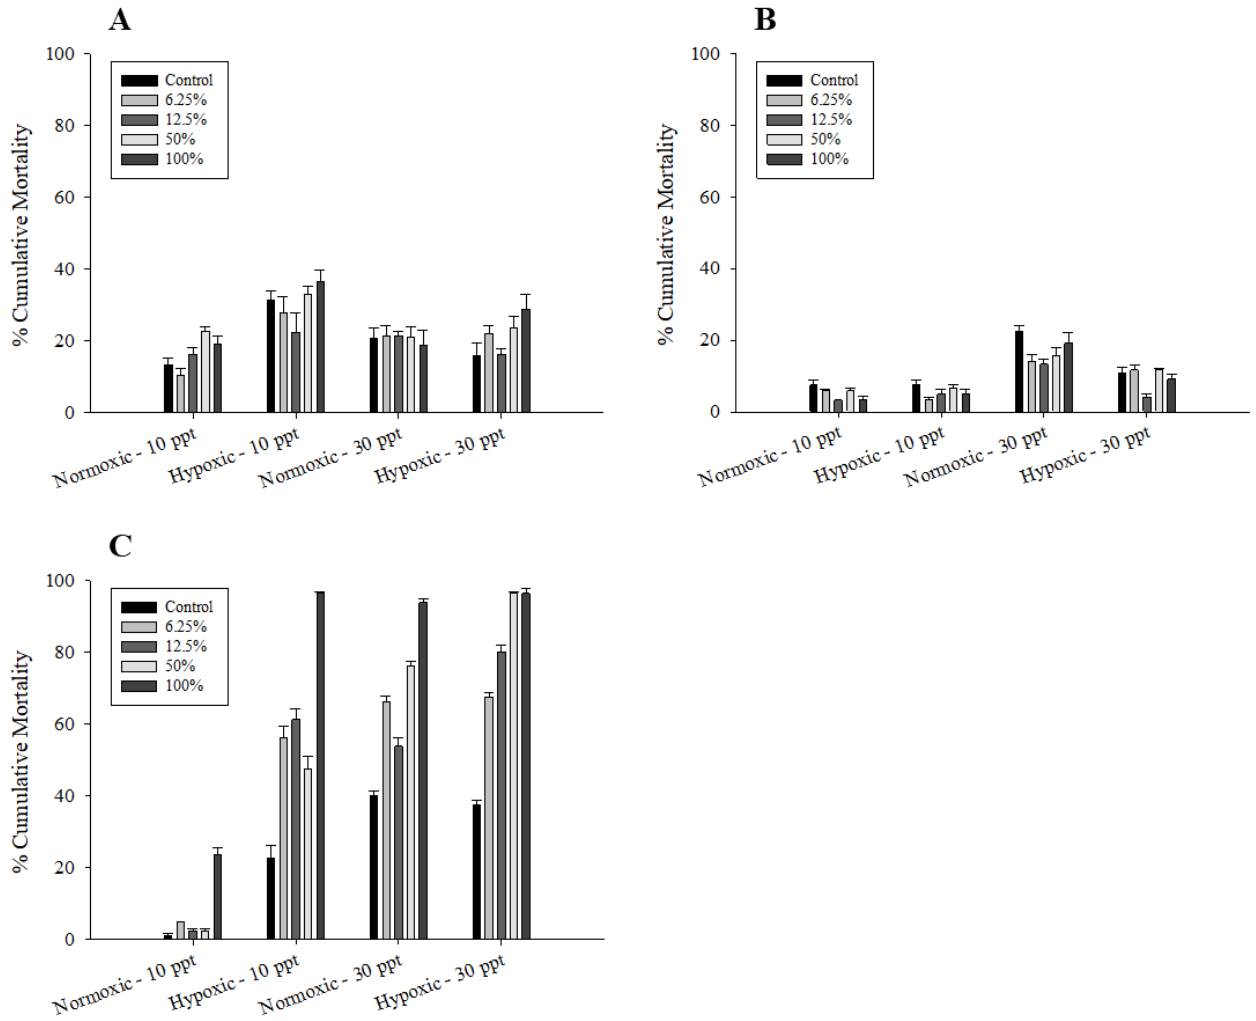 A
% Cumulative Mortality
100
80
60
40
20
0
Control
6.25%
12.5%
50%
100%
Normoxic - 10 ppt
Hypoxic - 10 ppt
Normoxic - 30 ppt
Hypoxic - 30 ppt
B
% Cumulative Mortality
100
80
60
40
20
0
Control
6.25%
12.5%
50%
100%
Normoxic - 10 ppt
Hypoxic - 10 ppt
Normoxic - 30 ppt
Hypoxic - 30 ppt
C
% Cumulative Mortality
100
80
60
40
20
0
Control
6.25%
12.5%
50%
100%
Normoxic - 10 ppt
Hypoxic - 10 ppt
Normoxic - 30 ppt
Hypoxic - 30 ppt